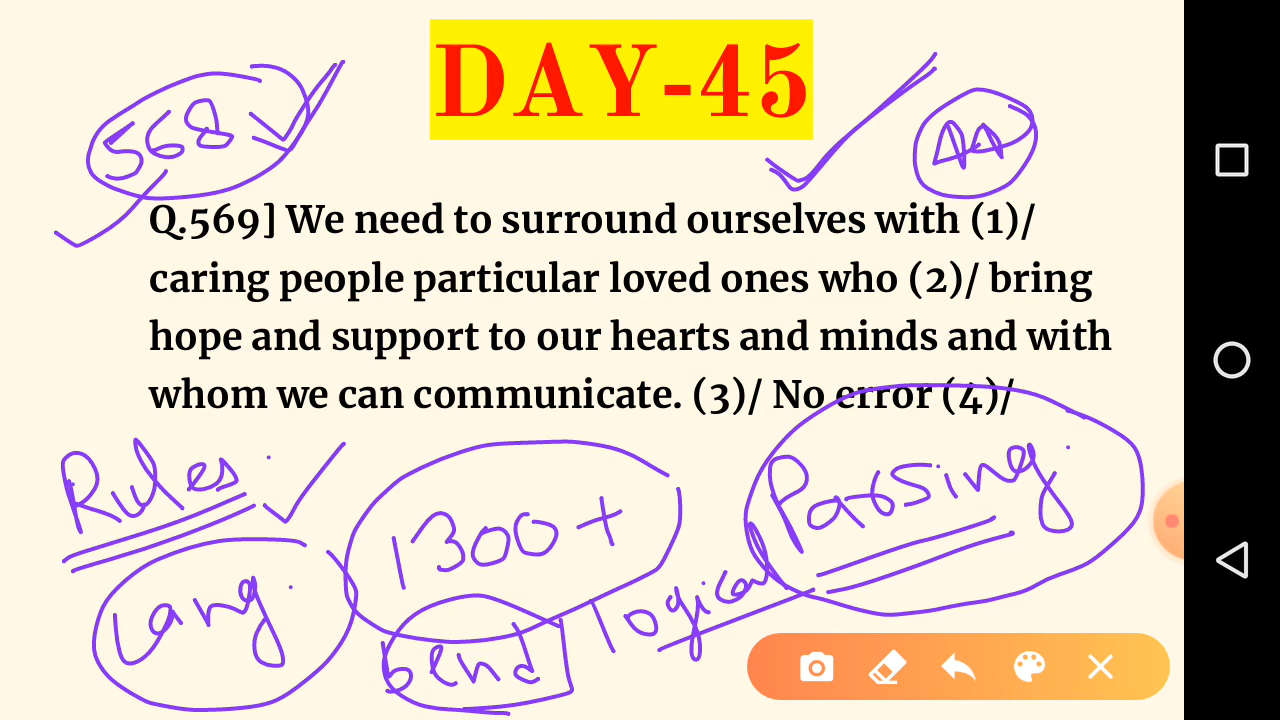 DAY-45
568
44
Q.569] We need to surround ourselves with (1)/
caring people particular loved ones who (2)/ bring
hope and support to our hearts and minds and with
whom we can communicate. (3)/ No error (4)/
Rules.
1300+
Parsing.
Lang.
logical
bend